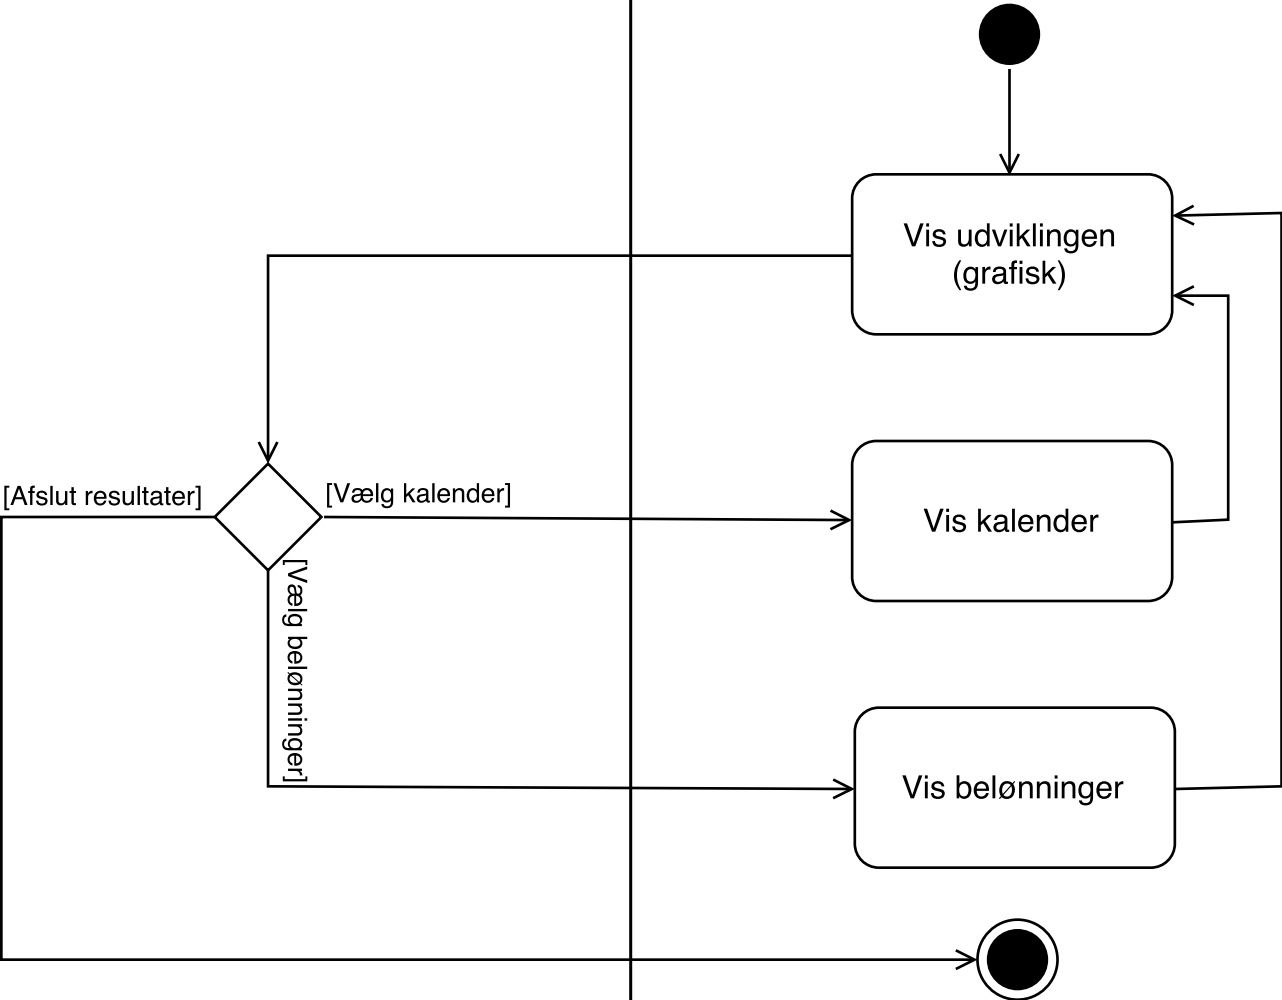 Vis udviklingen
(grafisk)
[Afslut resultater]
[Vælg kalender]
Vis kalender
[Vælg belønninger]
Vis belønninger